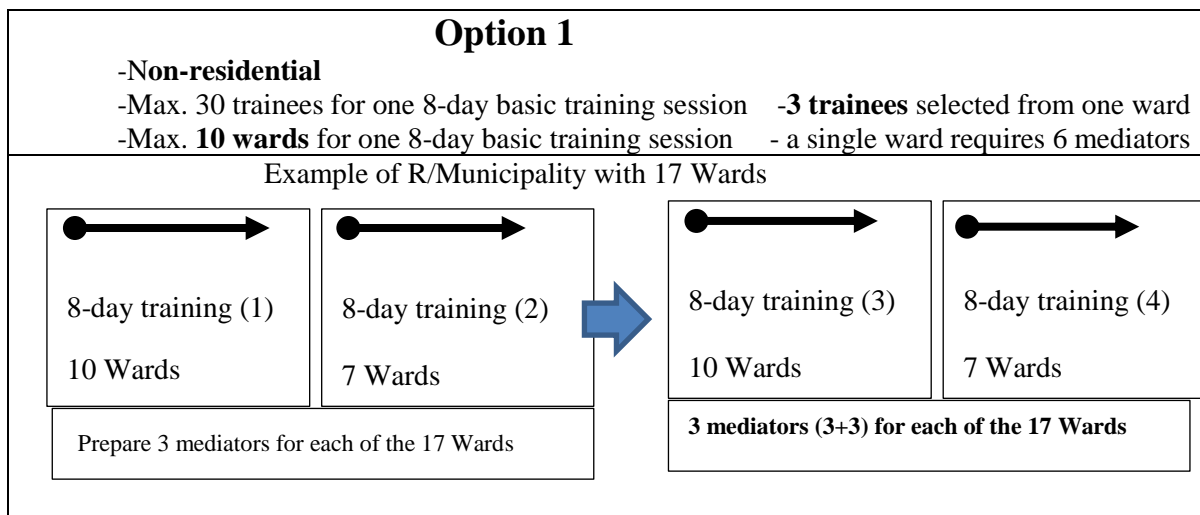 Option 1
-Non-residential
-Max. 30 trainees for one 8-day basic training session -3 trainees selected from one ward
-Max. 10 wards for one 8-day basic training session - a single ward requires 6 mediators
Example of R/Municipality with 17 Wards
8-day training (1)
10 Wards
8-day training (2)
7 Wards
Prepare 3 mediators for each of the 17 Wards
8-day training (3)
10 Wards
8-day training (4)
7 Wards
3 mediators (3+3) for each of the 17 Wards